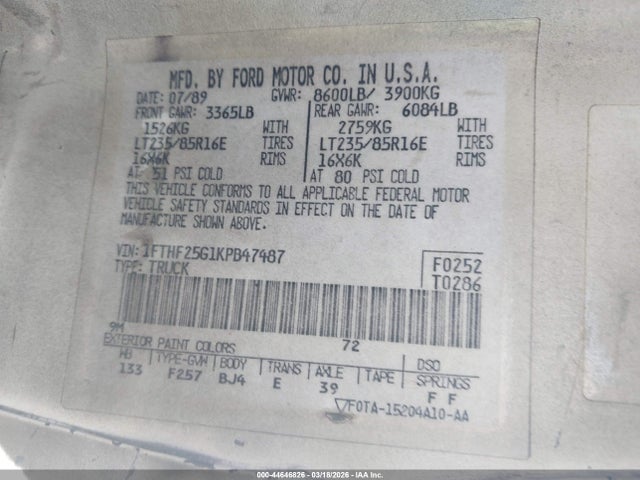 MFD. BY FORD MOTOR CO. IN U.S.A.
DATE: 07/89 GVWR: 8600LB/ 3900KG
FRONT GAWR: 3365LB REAR GAWR: 6084LB
1526KG WITH 2759KG WITH
LT235/85R16E TIRES LT235/85R16E TIRES
16X6K RIMS 16X6K RIMS
AT 51 PSI COLD AT 80 PSI COLD
THIS VEHICLE CONFORMS TO ALL APPLICABLE FEDERAL MOTOR
VEHICLE SAFETY STANDARDS IN EFFECT ON THE DATE OF
MANUFACTURE SHOWN ABOVE.
VIN: 1FTHF25G1KPB47487
TYPE: TRUCK
F0252
T0286
9M 72
EXTERIOR PAINT COLORS DSO
WB TYPE-GVW BODY TRANS AXLE TAPE SPRINGS
133 F257 BJ4 E 39 F F
▽F0TA-15204A10-AA
000-44646826 - 03/18/2026 - IAA, Inc.